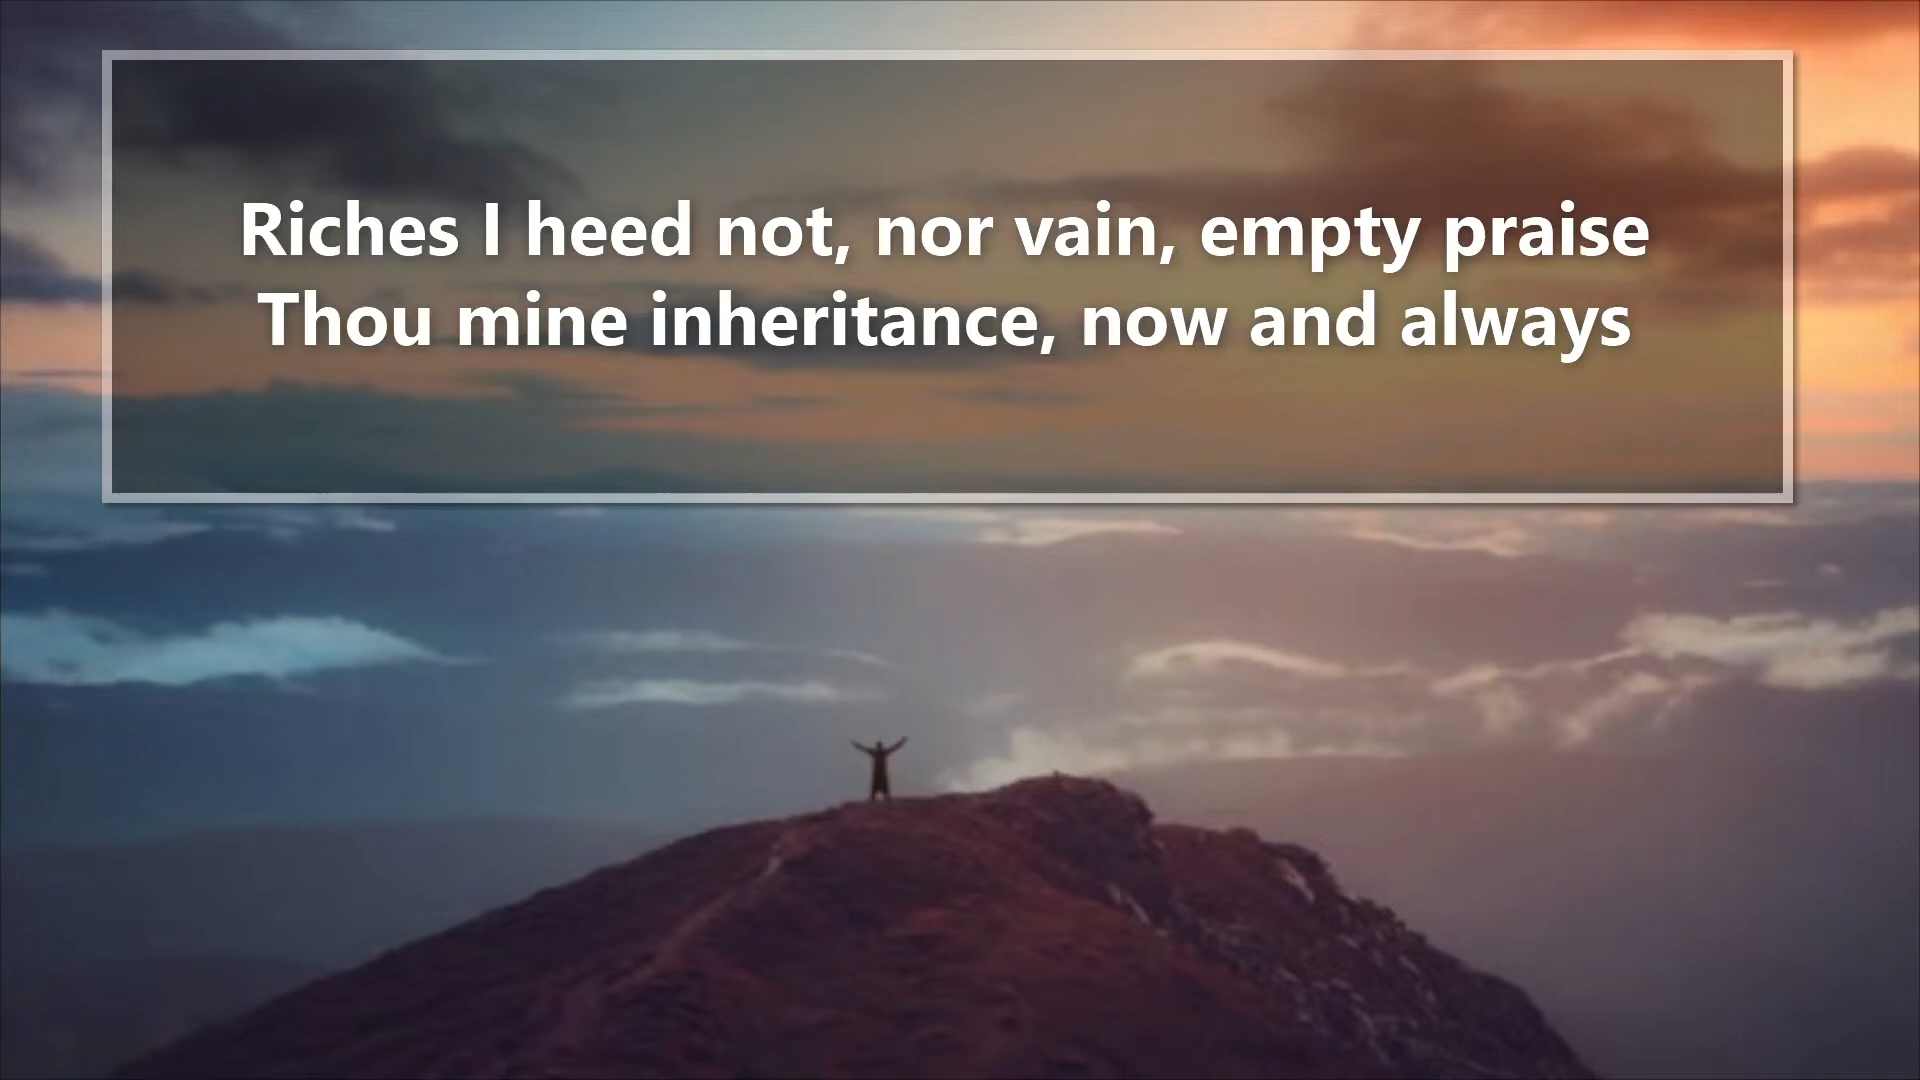 Riches I heed not, nor vain, empty praise
Thou mine inheritance, now and always